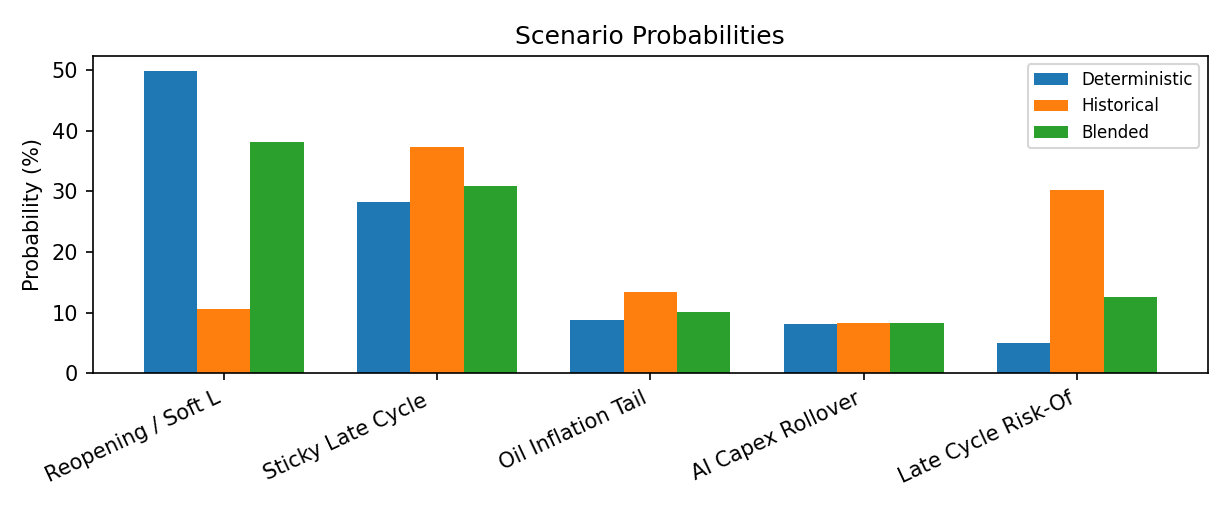 Scenario Probabilities
Deterministic
Historical
Blended
Probability (%)
50
40
30
20
10
0
Reopening / Soft L
Sticky Late Cycle
Oil Inflation Tail
AI Capex Rollover
Late Cycle Risk-Of